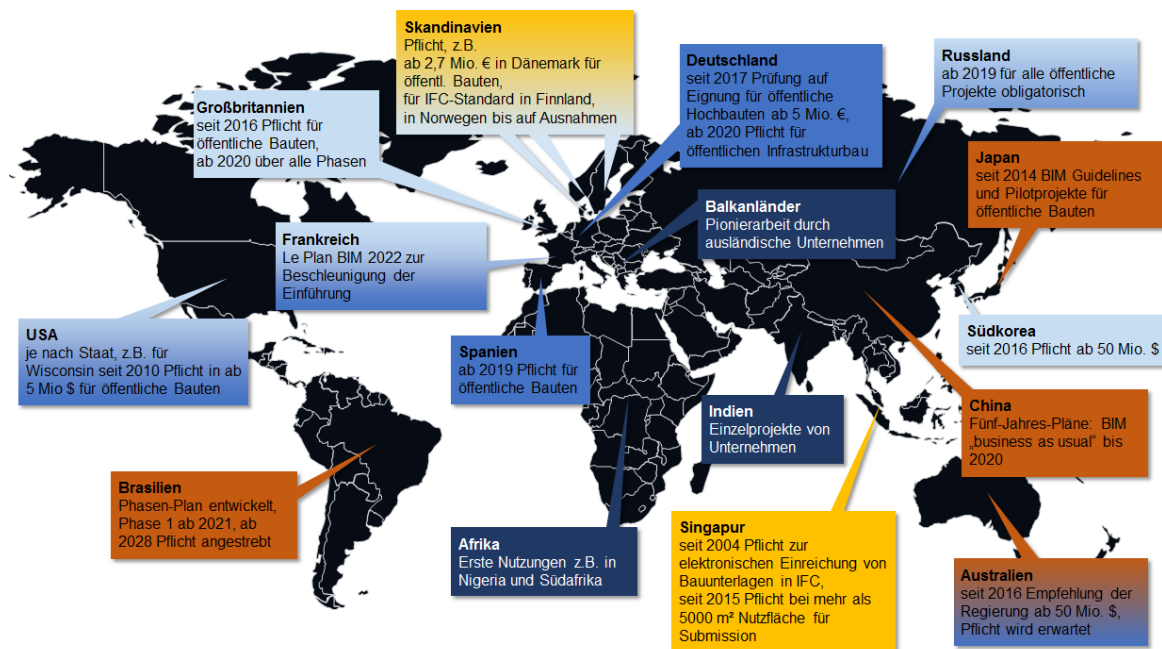 Skandinavien
Pflicht, z.B.
ab 2,7 Mio. € in Dänemark für
öffentl. Bauten,
für IFC-Standard in Finnland,
in Norwegen bis auf Ausnahmen
Deutschland
seit 2017 Prüfung auf
Eignung für öffentliche
Hochbauten ab 5 Mio. €,
ab 2020 Pflicht für
öffentlichen Infrastrukturbau
Russland
ab 2019 für alle öffentliche
Projekte obligatorisch
Großbritannien
seit 2016 Pflicht für
öffentliche Bauten,
ab 2020 über alle Phasen
Japan
seit 2014 BIM Guidelines
und Pilotprojekte für
öffentliche Bauten
Balkanländer
Pionierarbeit durch
ausländische Unternehmen
Frankreich
Le Plan BIM 2022 zur
Beschleunigung der
Einführung
USA
je nach Staat, z.B. für
Wisconsin seit 2010 Pflicht in ab
5 Mio $ für öffentliche Bauten
Spanien
ab 2019 Pflicht für
öffentliche Bauten
Südkorea
seit 2016 Pflicht ab 50 Mio. $
Indien
Einzelprojekte von
Unternehmen
China
Fünf-Jahres-Pläne: BIM
„business as usual“ bis
2020
Brasilien
Phasen-Plan entwickelt,
Phase 1 ab 2021, ab
2028 Pflicht angestrebt
Afrika
Erste Nutzungen z.B. in
Nigeria und Südafrika
Singapur
seit 2004 Pflicht zur
elektronischen Einreichung von
Bauunterlagen in IFC,
seit 2015 Pflicht bei mehr als
5000 m² Nutzfläche für
Submission
Australien
seit 2016 Empfehlung der
Regierung ab 50 Mio. $,
Pflicht wird erwartet